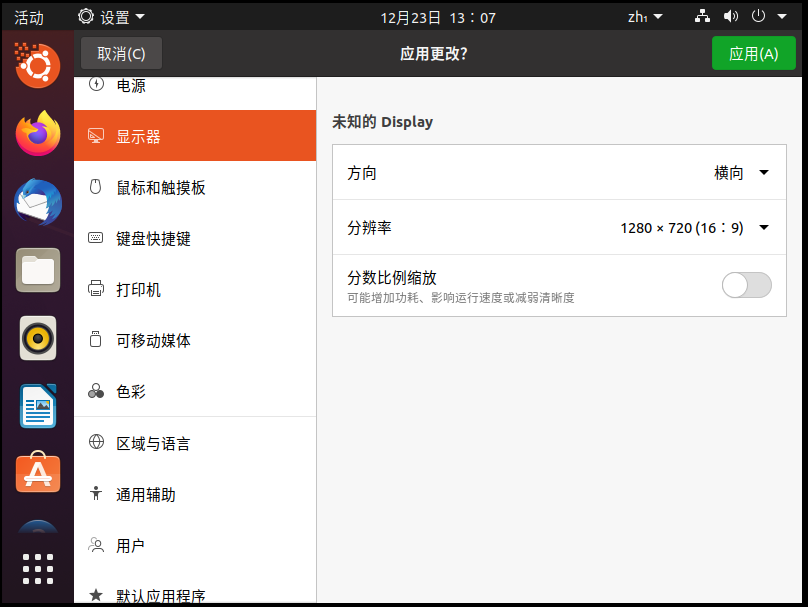 活动
设置
12月23日 13：07
zh₁
取消(C)
应用更改?
应用(A)
电源
显示器
鼠标和触摸板
键盘快捷键
打印机
可移动媒体
色彩
区域与语言
通用辅助
用户
默认应用程序
未知的 Display
方向
横向
分辨率
1280 × 720 (16：9)
分数比例缩放
可能增加功耗、影响运行速度或减弱清晰度